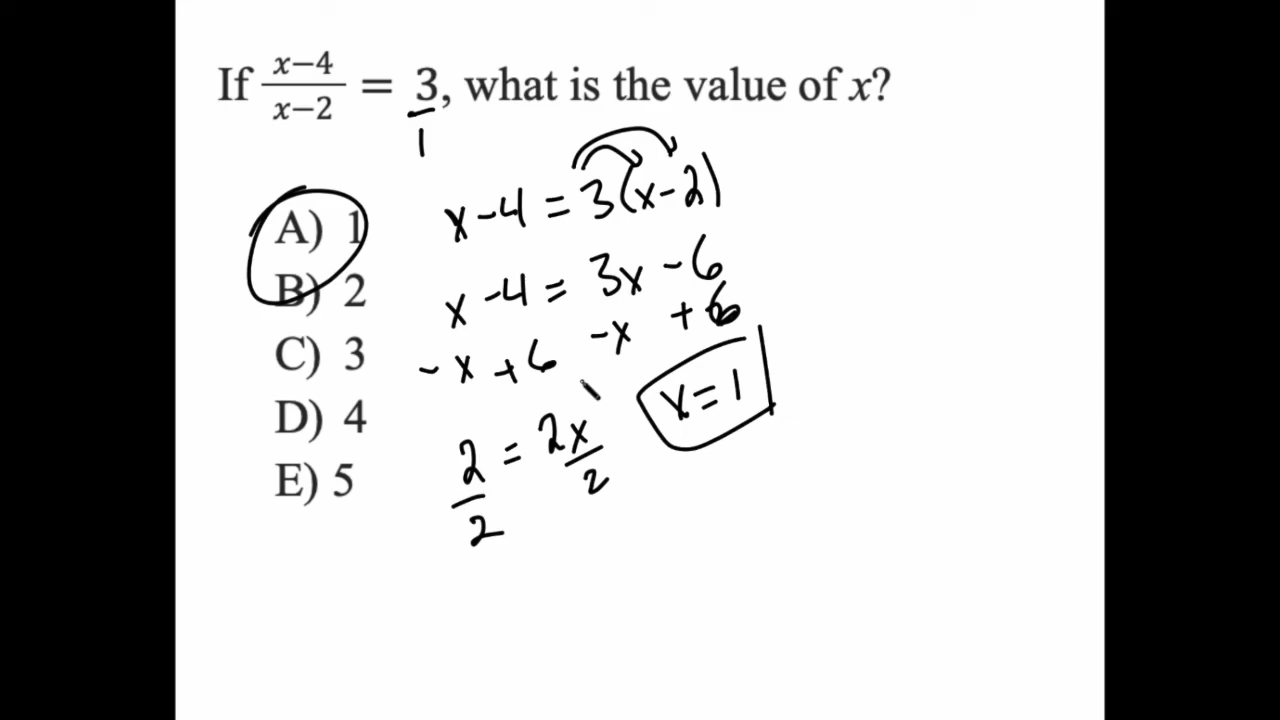 If x−4/x−2 = 3/1, what is the value of x?
A) 1
B) 2
C) 3
D) 4
E) 5
x-4 = 3(x-2)
x-4 = 3x-6
-x+6 -x +6
2/2 = 2x/2
x=1